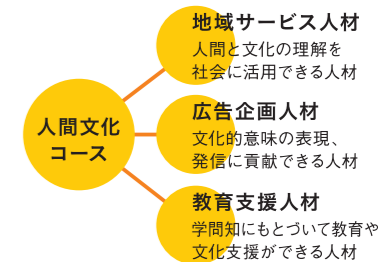 人間文化
コース
地域サービス人材
人間と文化の理解を
社会に活用できる人材
広告企画人材
文化的意味の表現、
発信に貢献できる人材
教育支援人材
学問知にもとづいて教育や
文化支援ができる人材